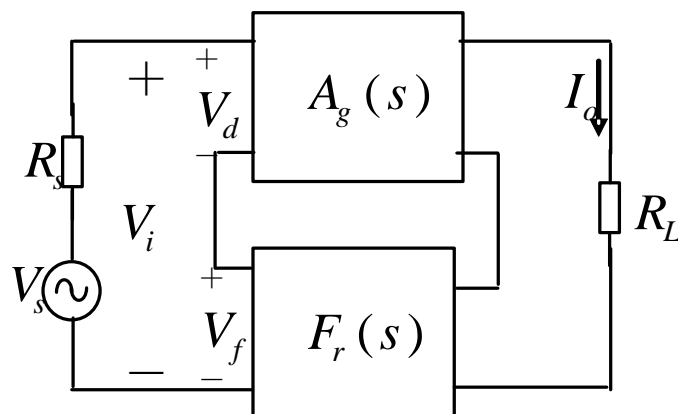 +
+
A_g(s)
V_d
I_o
−
R_s
V_i
R_L
V_s
+
V_f
F_r(s)
−
−